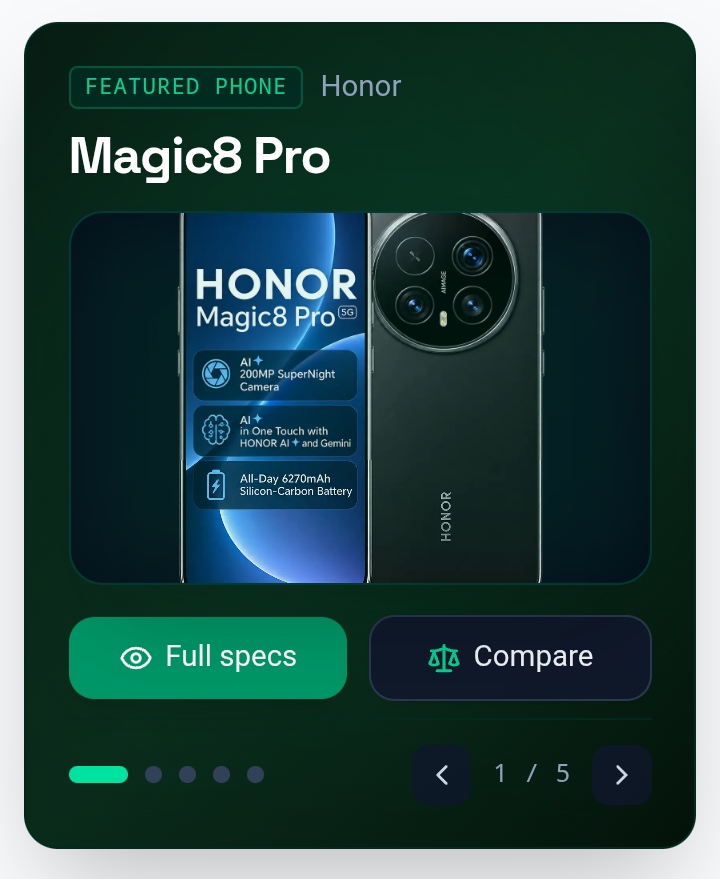 FEATURED PHONE Honor
Magic8 Pro
HONOR
Magic8 Pro 5G
AI
200MP SuperNight
Camera
AI
in One Touch with
HONOR AI and Gemini
All-Day 6270mAh
Silicon-Carbon Battery
AIMAGE
HONOR
Full specs
Compare
1 / 5